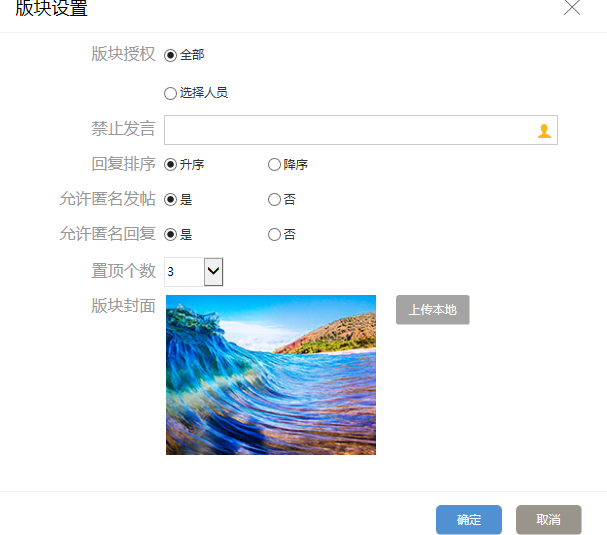 版块设置
版块授权 全部
选择人员
禁止发言
回复排序 升序 降序
允许匿名发帖 是 否
允许匿名回复 是 否
置顶个数 3
版块封面 上传本地
确定 取消